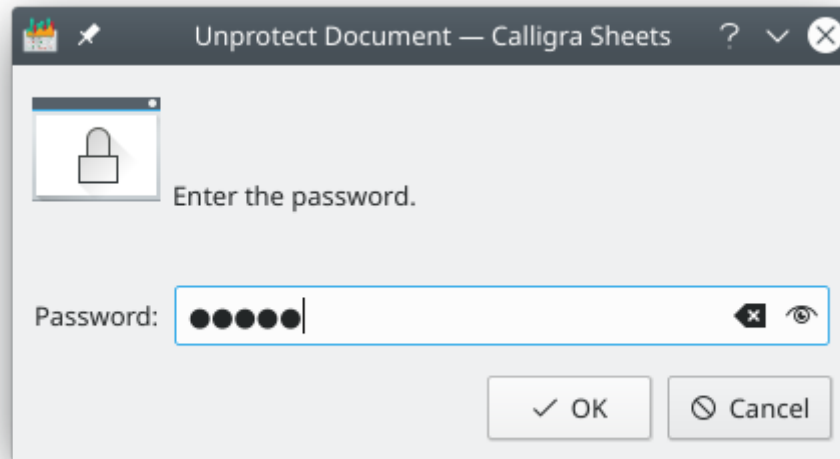 Unprotect Document — Calligra Sheets
Enter the password.
Password: ●●●●●
OK
Cancel